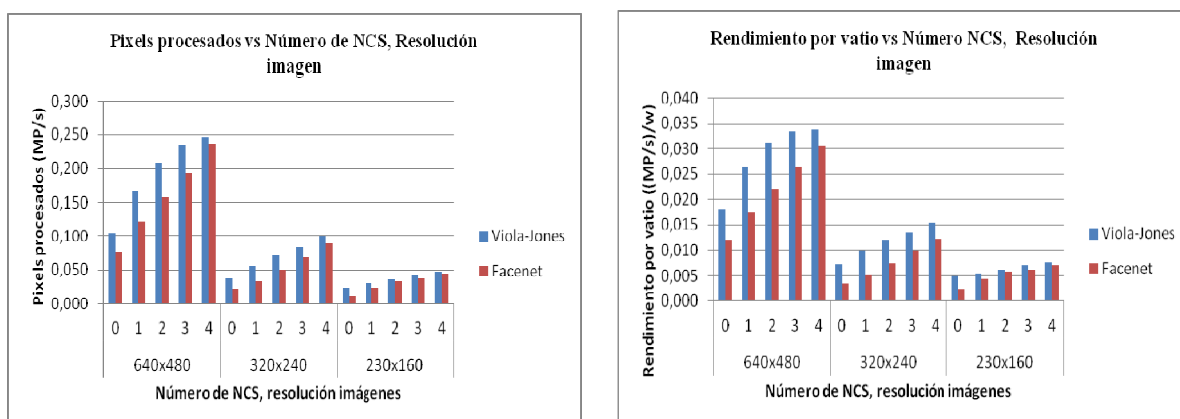 Pixels procesados vs Número de NCS, Resolución
imagen
Pixels procesados (MP/s)
0,300
0,250
0,200
0,150
0,100
0,050
0,000
0 1 2 3 4 0 1 2 3 4 0 1 2 3 4
640x480 320x240 230x160
Número de NCS, resolución imágenes
Viola-Jones
Facenet
Rendimiento por vatio vs Número NCS, Resolución
imagen
Rendimiento por vatio ((MP/s)/w)
0,040
0,035
0,030
0,025
0,020
0,015
0,010
0,005
0,000
0 1 2 3 4 0 1 2 3 4 0 1 2 3 4
640x480 320x240 230x160
Número de NCS, resolución imágenes
Viola-Jones
Facenet